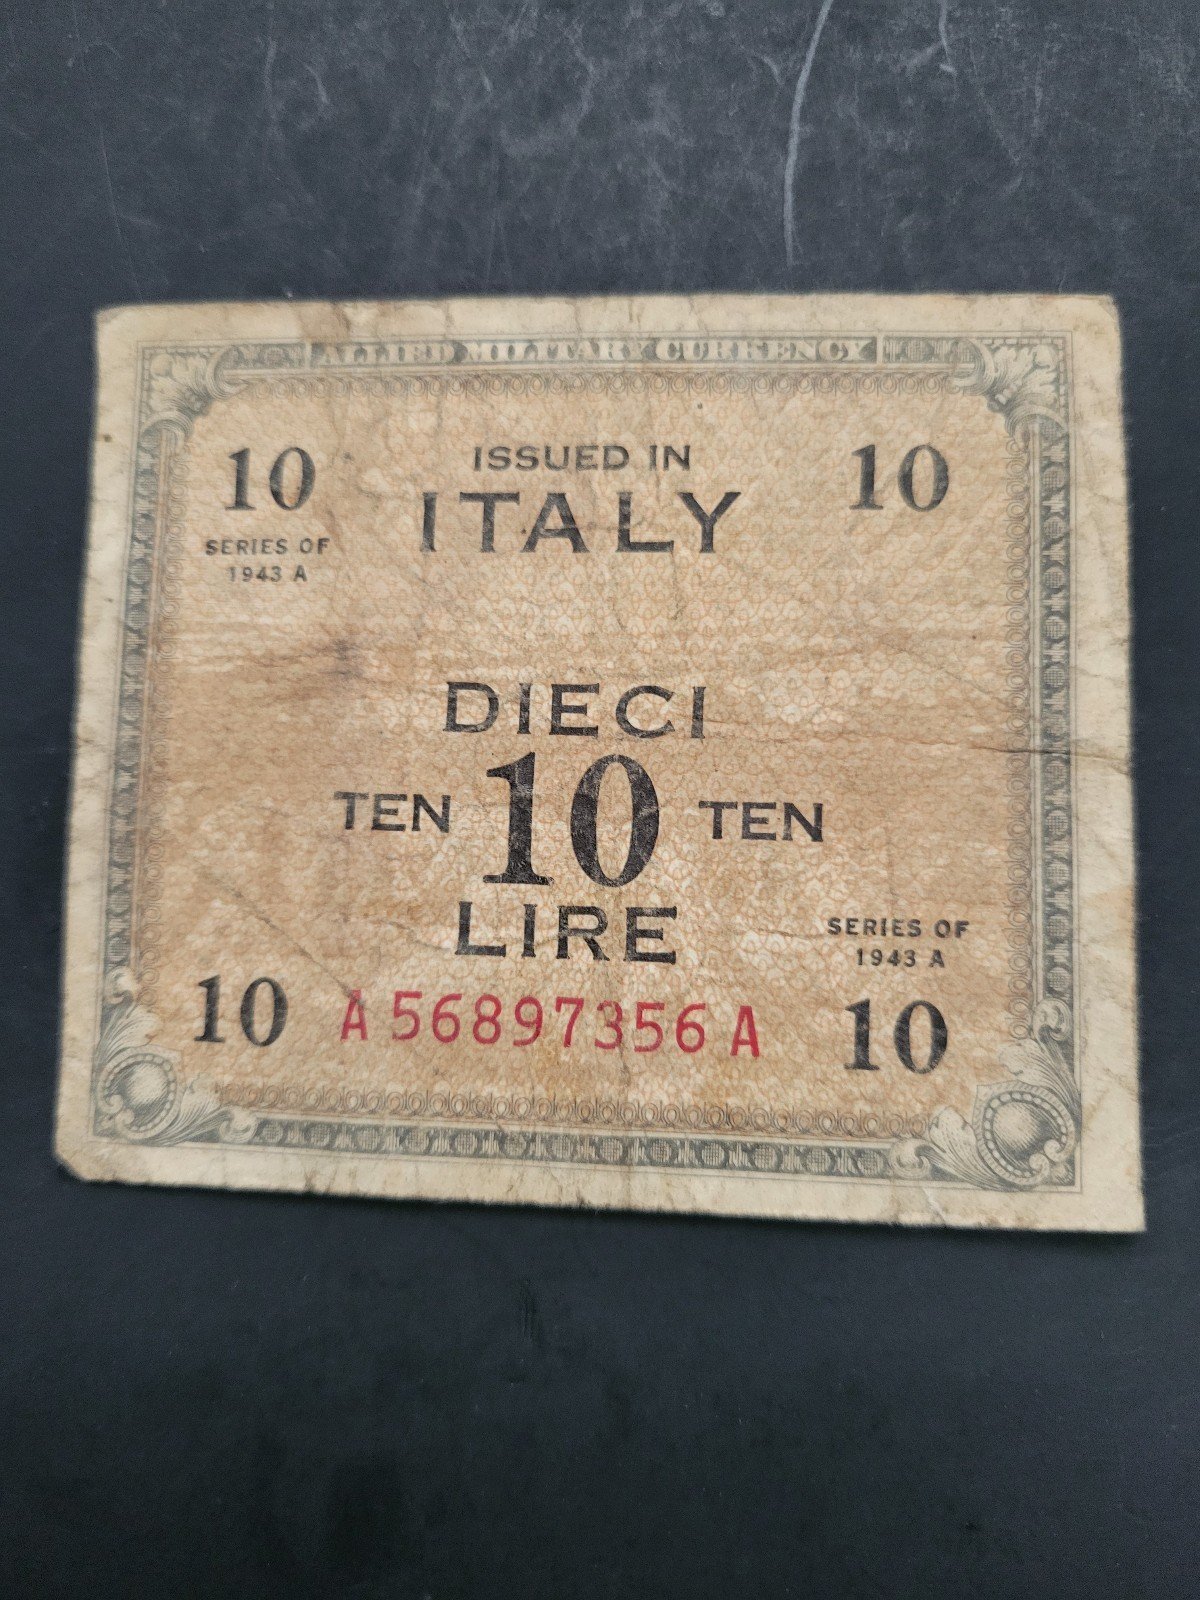 ALLIED MILITARY CURRENCY
10 ISSUED IN 10
ITALY
SERIES OF
1943 A
DIECI
TEN 10 TEN
LIRE
SERIES OF
1943 A
10 A 56897356 A 10